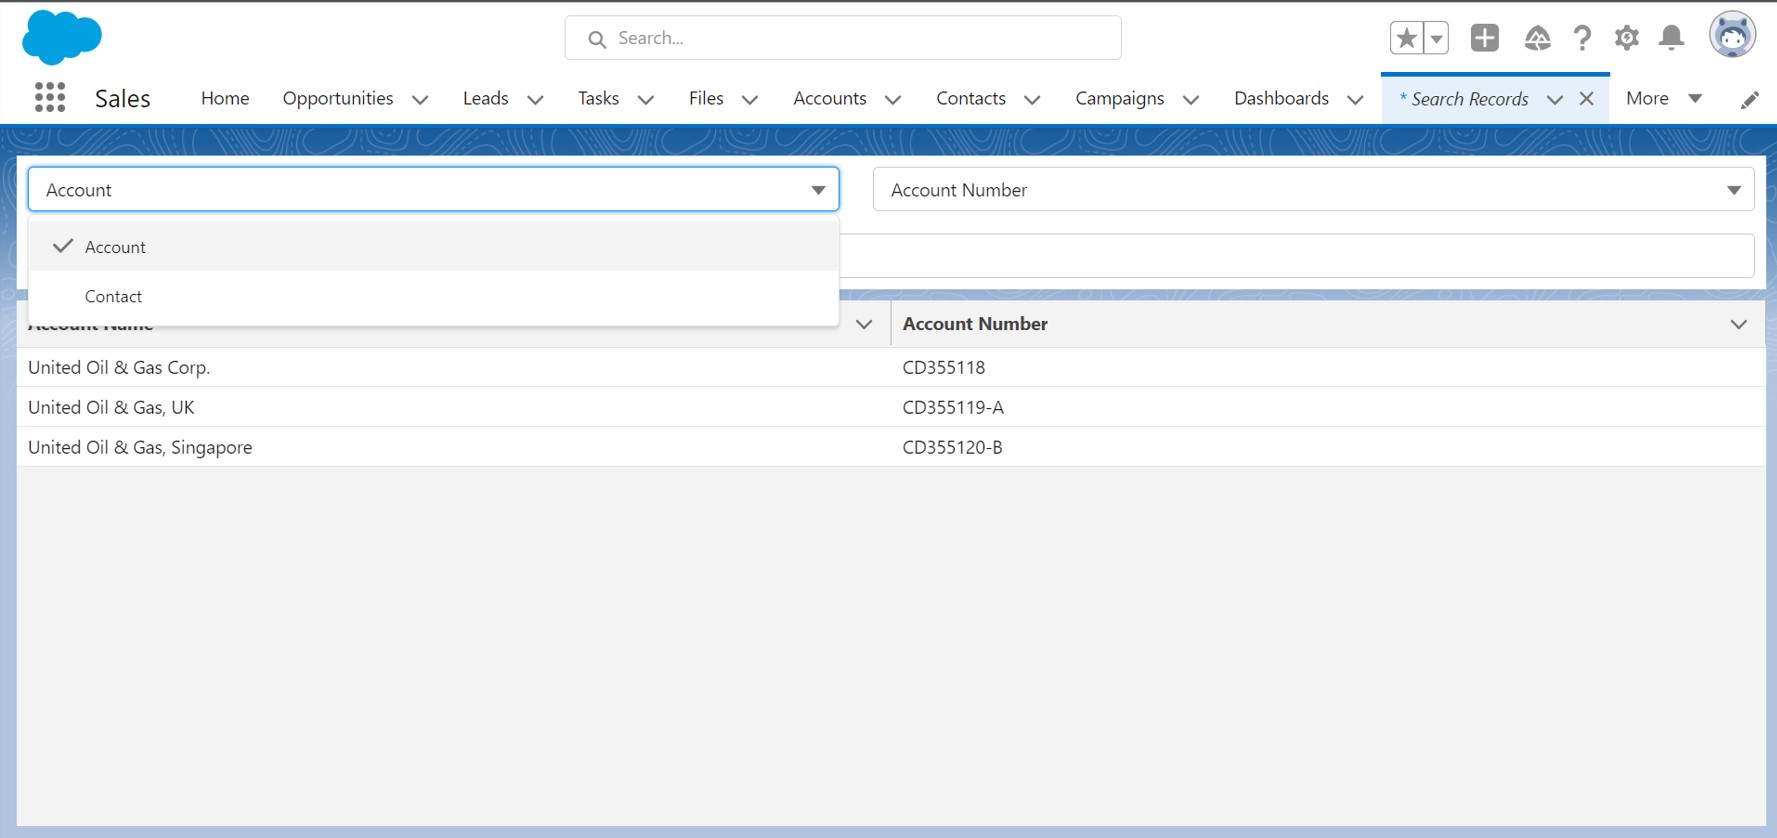 Search...
Sales Home Opportunities Leads Tasks Files Accounts Contacts Campaigns Dashboards * Search Records More
Account Account Number
Account
Contact
Account Name Account Number
United Oil & Gas Corp. CD355118
United Oil & Gas, UK CD355119-A
United Oil & Gas, Singapore CD355120-B